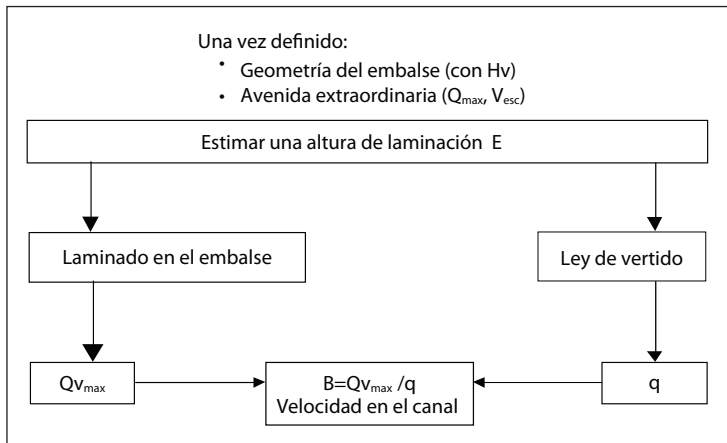 Una vez definido:
• Geometría del embalse (con Hv)
• Avenida extraordinaria (Qmax, Vesc)
Estimar una altura de laminación E
Laminado en el embalse
Ley de vertido
Qvmax
B=Qvmax /q
Velocidad en el canal
q